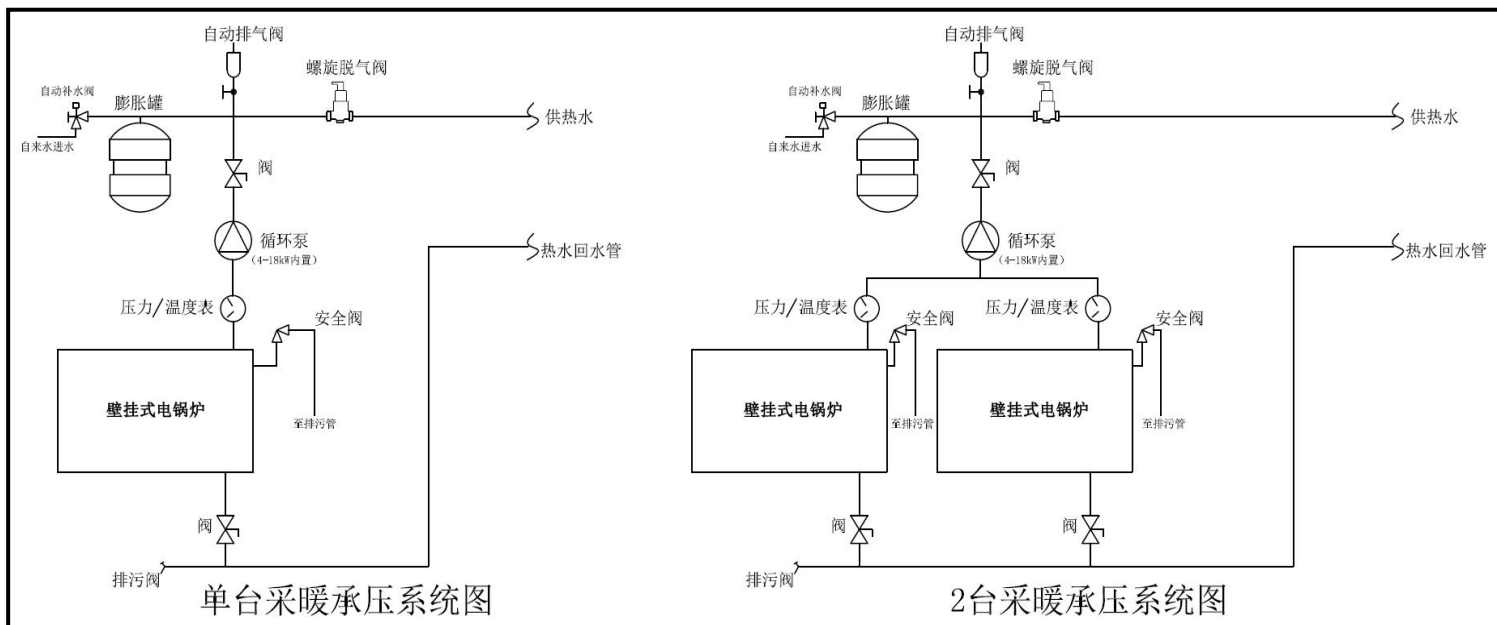 自动排气阀
螺旋脱气阀
自动补水阀
膨胀罐
供热水
自来水进水
阀
循环泵
(4-18kW内置)
热水回水管
压力/温度表
安全阀
壁挂式电锅炉
至排污管
阀
排污阀
单台采暖承压系统图
自动排气阀
螺旋脱气阀
自动补水阀
膨胀罐
供热水
自来水进水
阀
循环泵
(4-18kW内置)
热水回水管
压力/温度表
压力/温度表
安全阀
安全阀
壁挂式电锅炉
壁挂式电锅炉
至排污管
至排污管
阀
阀
排污阀
2台采暖承压系统图